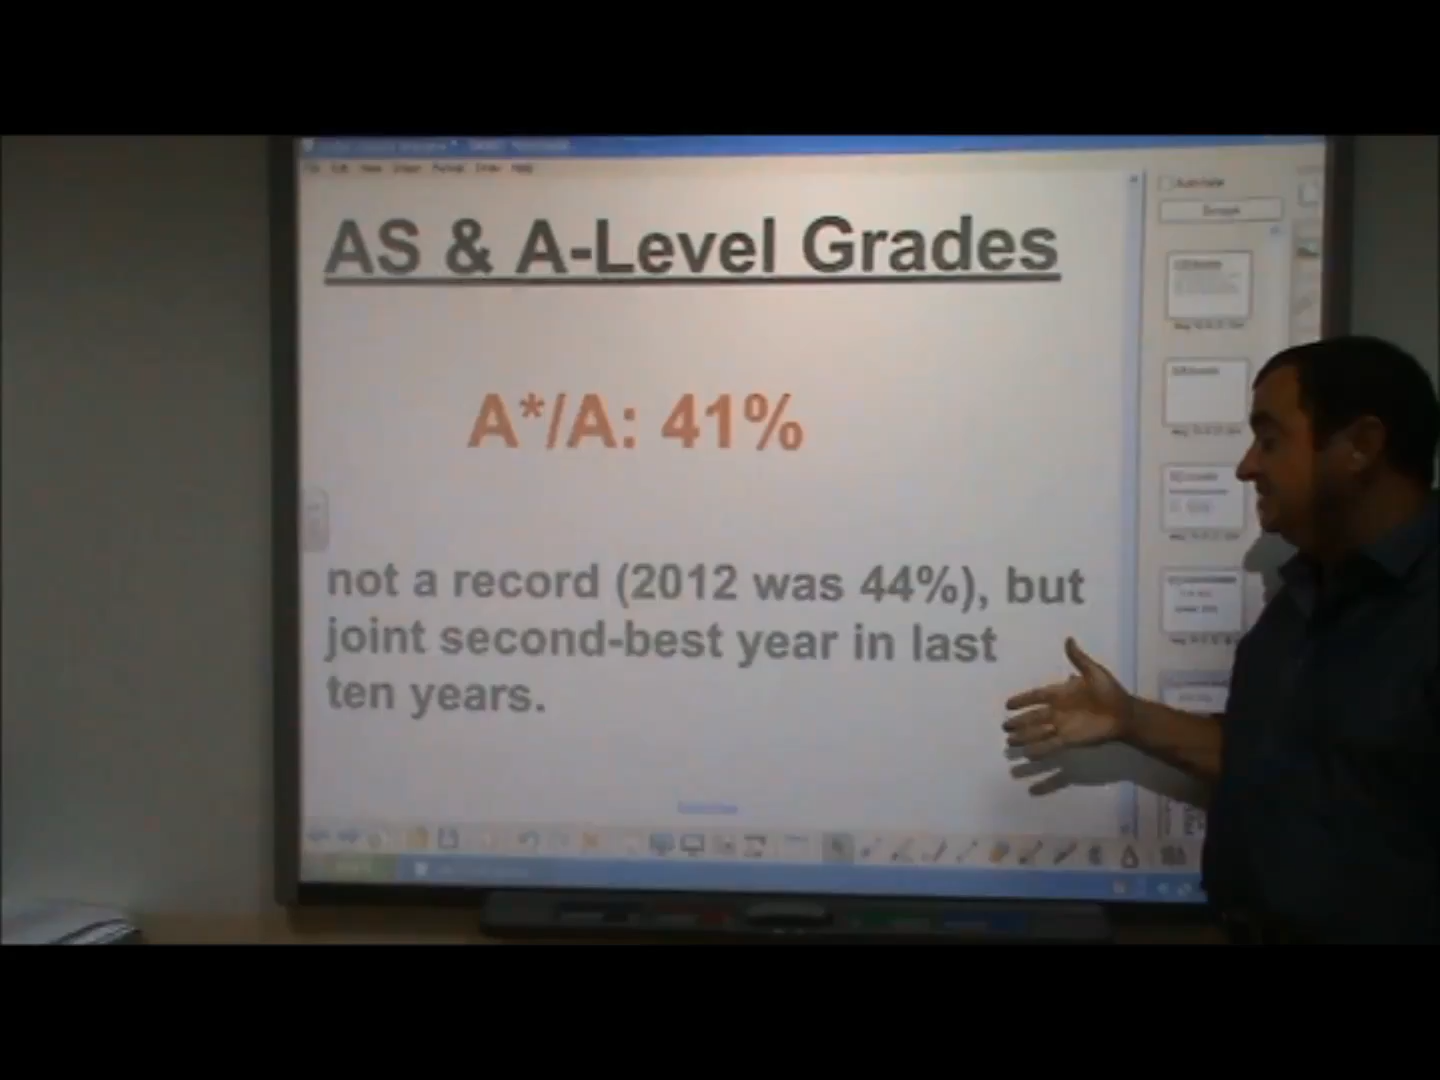 AS & A-Level Grades
A*/A: 41%
not a record (2012 was 44%), but
joint second-best year in last
ten years.